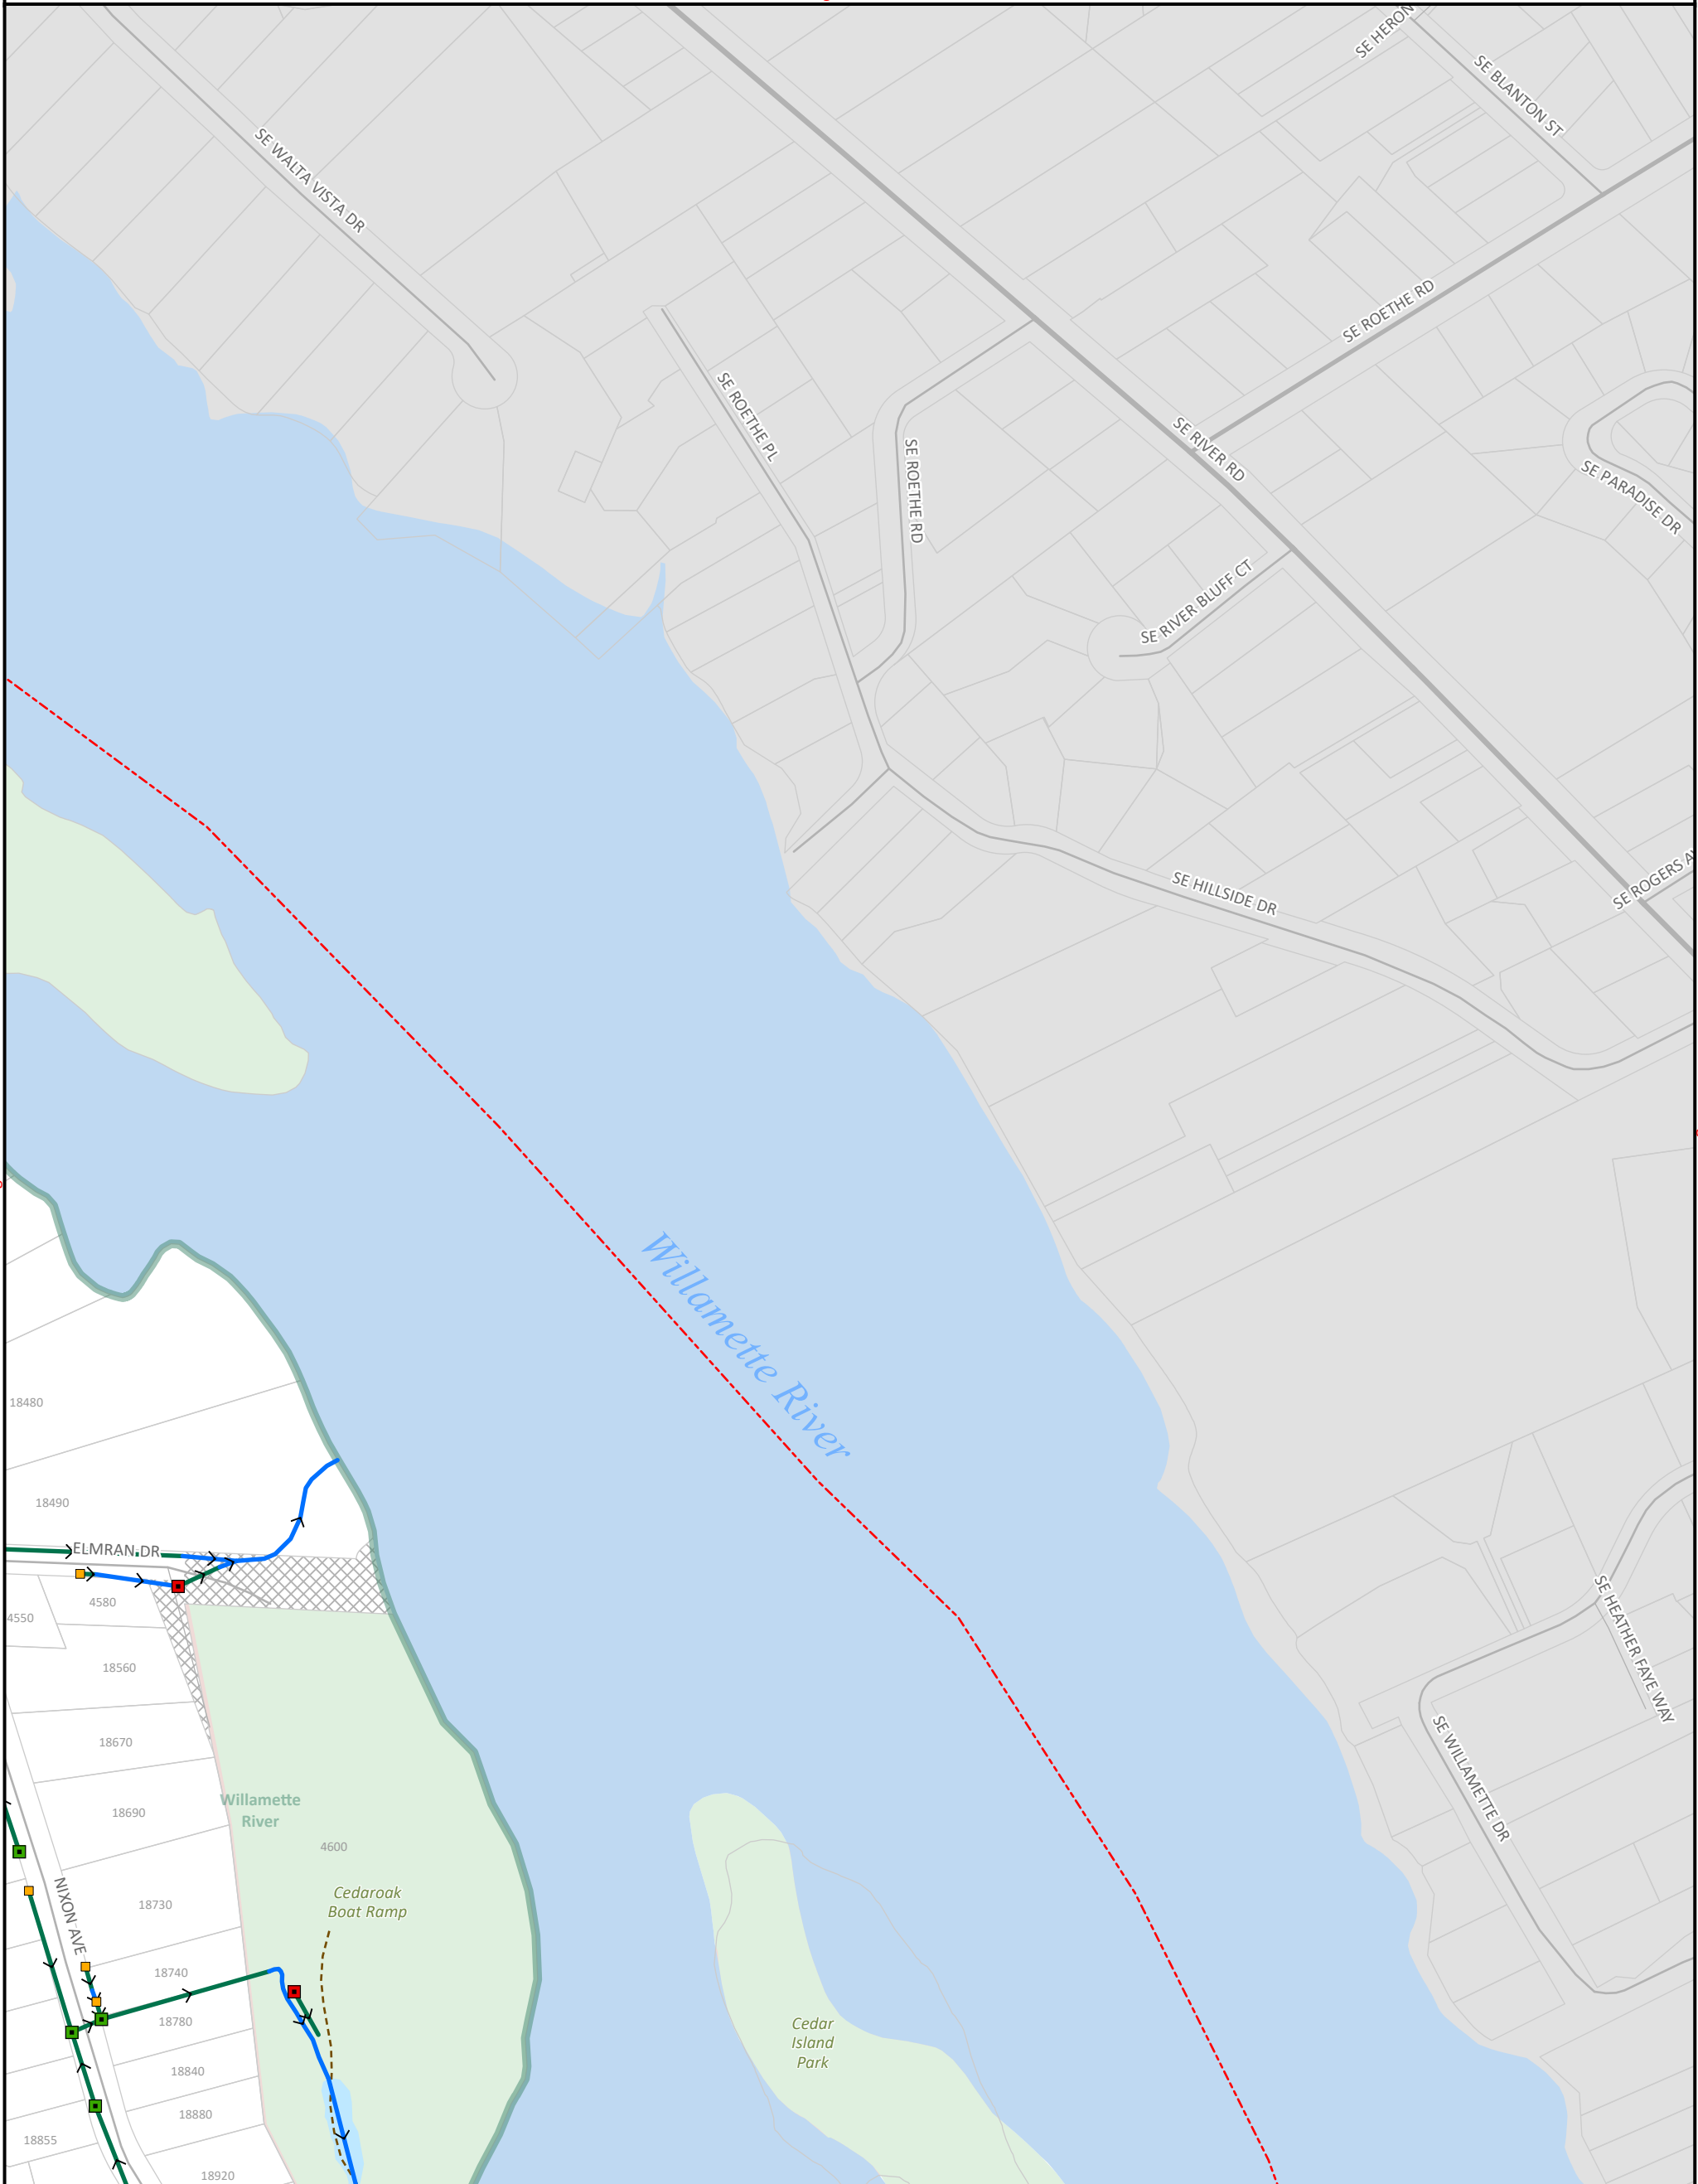 SE HERON
SE BLANTON ST
SE WALTA VISTA DR
SE ROETHE RD
SE ROETHE PL
SE RIVER RD
SE ROETHE RD
SE PARADISE DR
SE RIVER BLUFF CT
SE ROGERS
SE HILLSIDE DR
Willamette River
18480
18490
ELMRAN DR
4580
4550
18560
SE HEATHER FAYE WAY
18670
SE WILLAMETTE DR
Willamette
River
18690
4600
NIXON AVE
Cedaroak
Boat Ramp
18730
18740
18780
Cedar
Island
Park
18840
18880
18855
18920